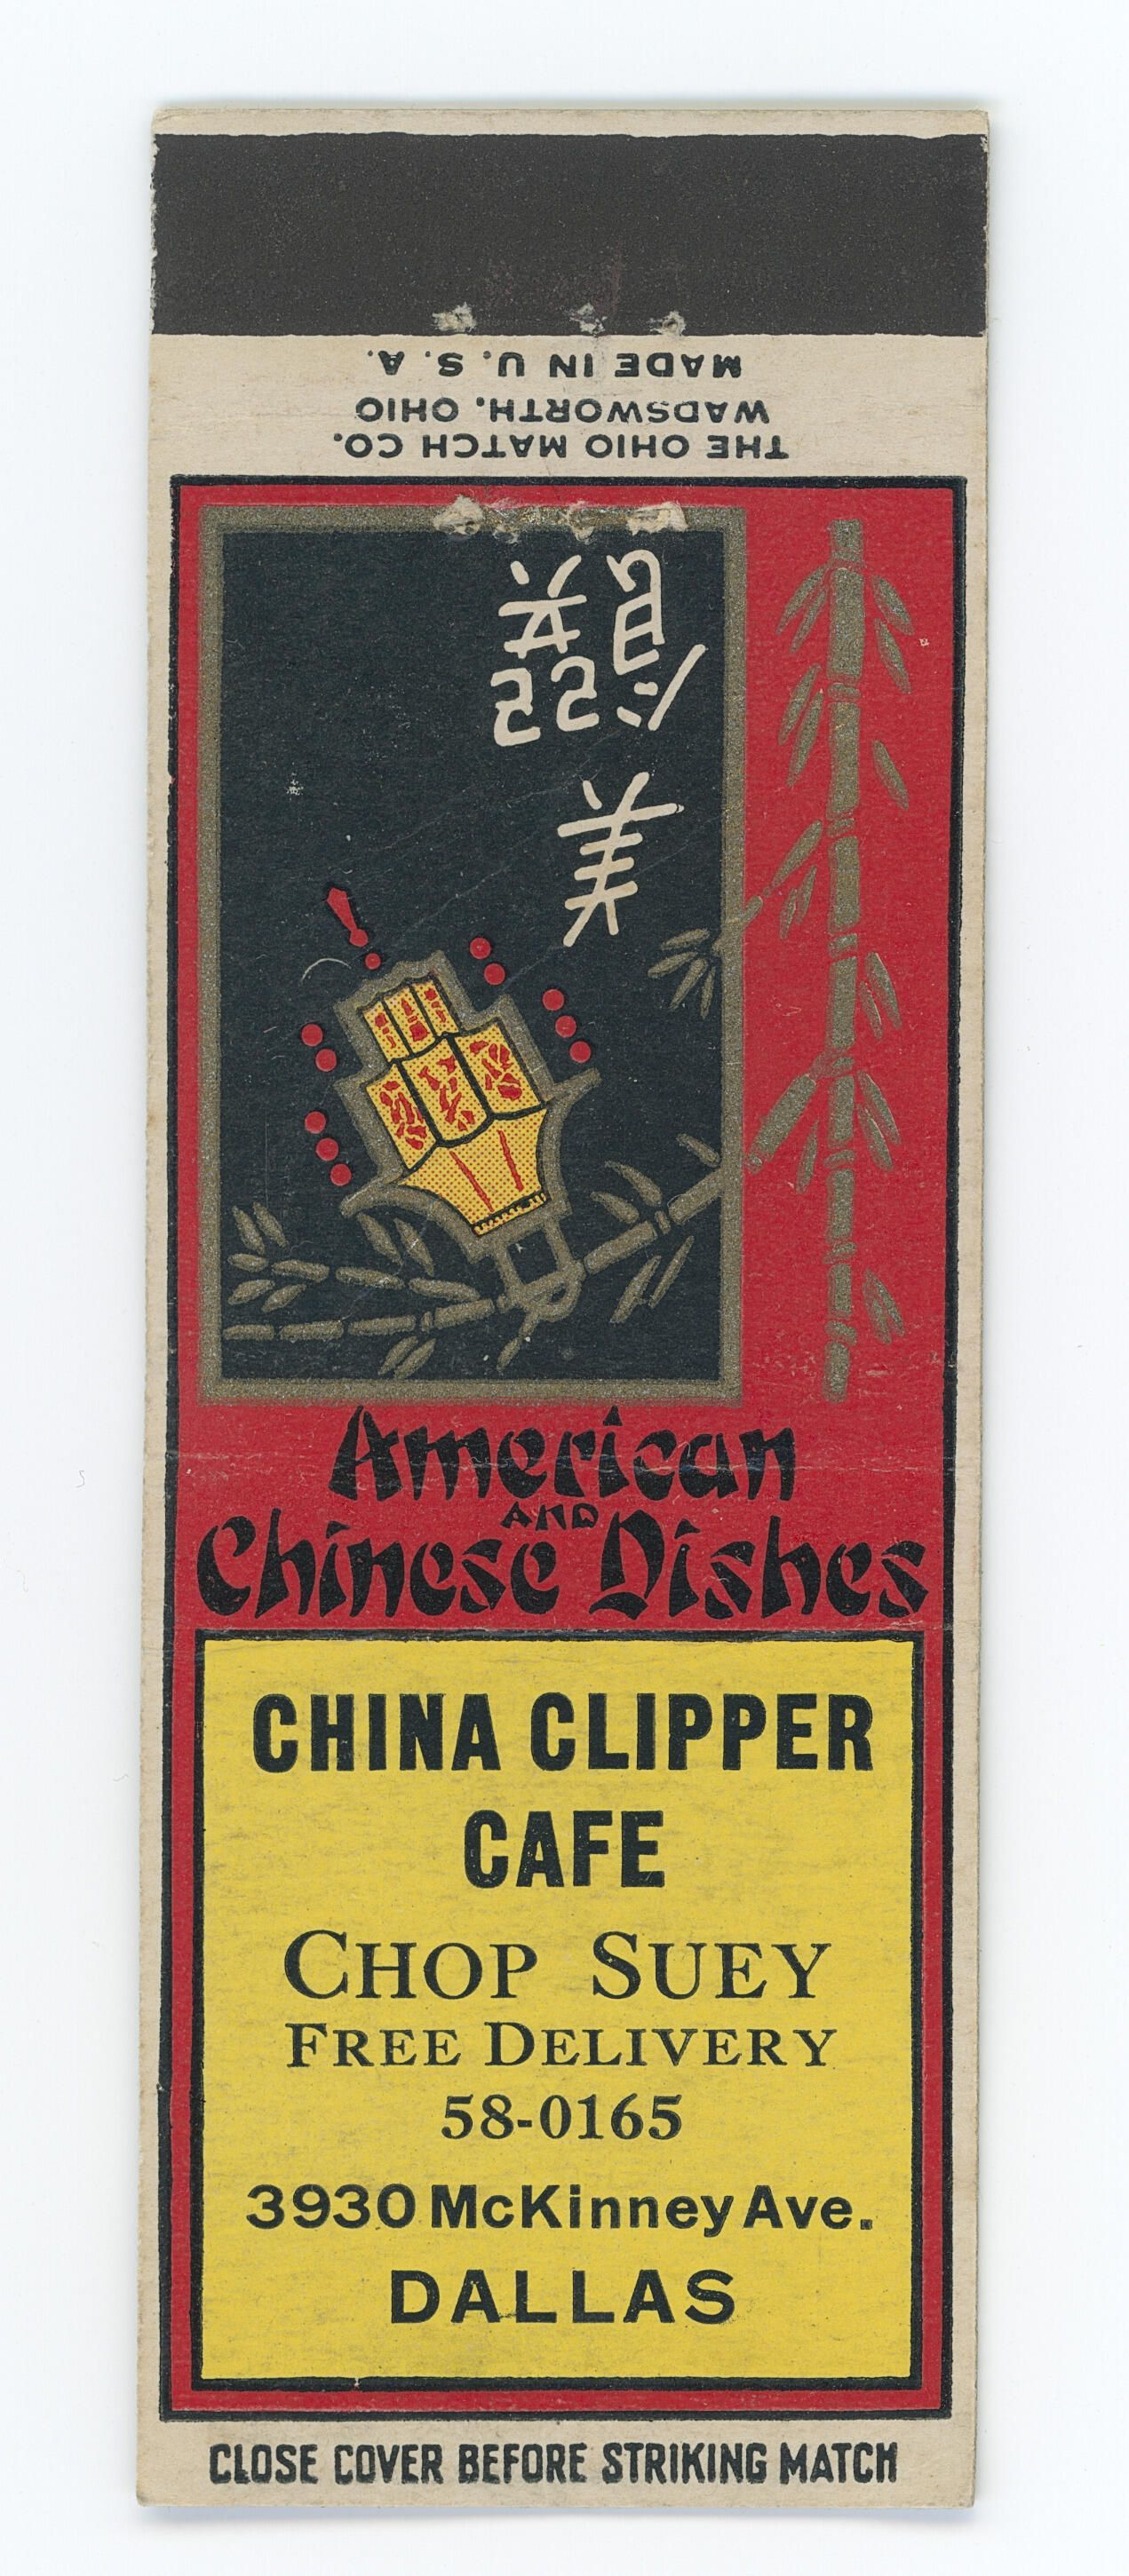 MADE IN U. S. A.
WADSWORTH, OHIO
THE OHIO MATCH CO.
American
AND
Chinese Dishes
CHINA CLIPPER
CAFE
CHOP SUEY
FREE DELIVERY
58-0165
3930 McKinney Ave.
DALLAS
CLOSE COVER BEFORE STRIKING MATCH